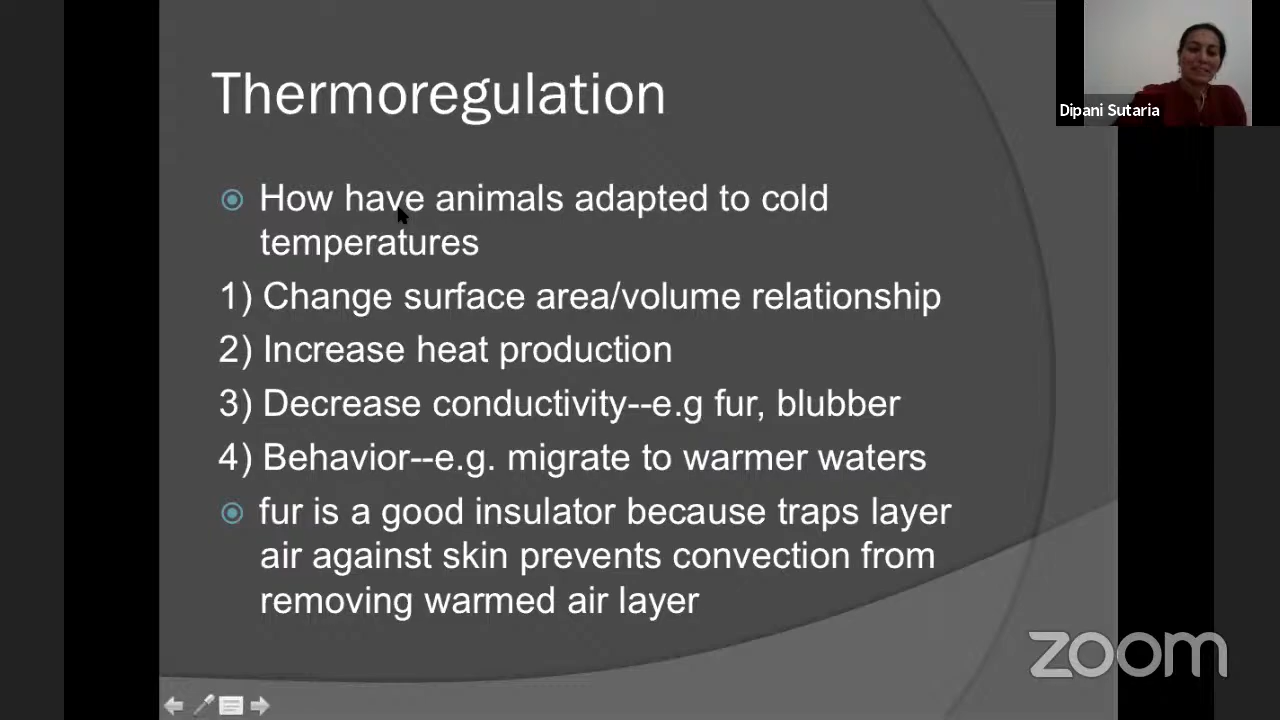 Thermoregulation
How have animals adapted to cold
temperatures
1) Change surface area/volume relationship
2) Increase heat production
3) Decrease conductivity--e.g fur, blubber
4) Behavior--e.g. migrate to warmer waters
fur is a good insulator because traps layer
air against skin prevents convection from
removing warmed air layer
Dipani Sutaria
zoom